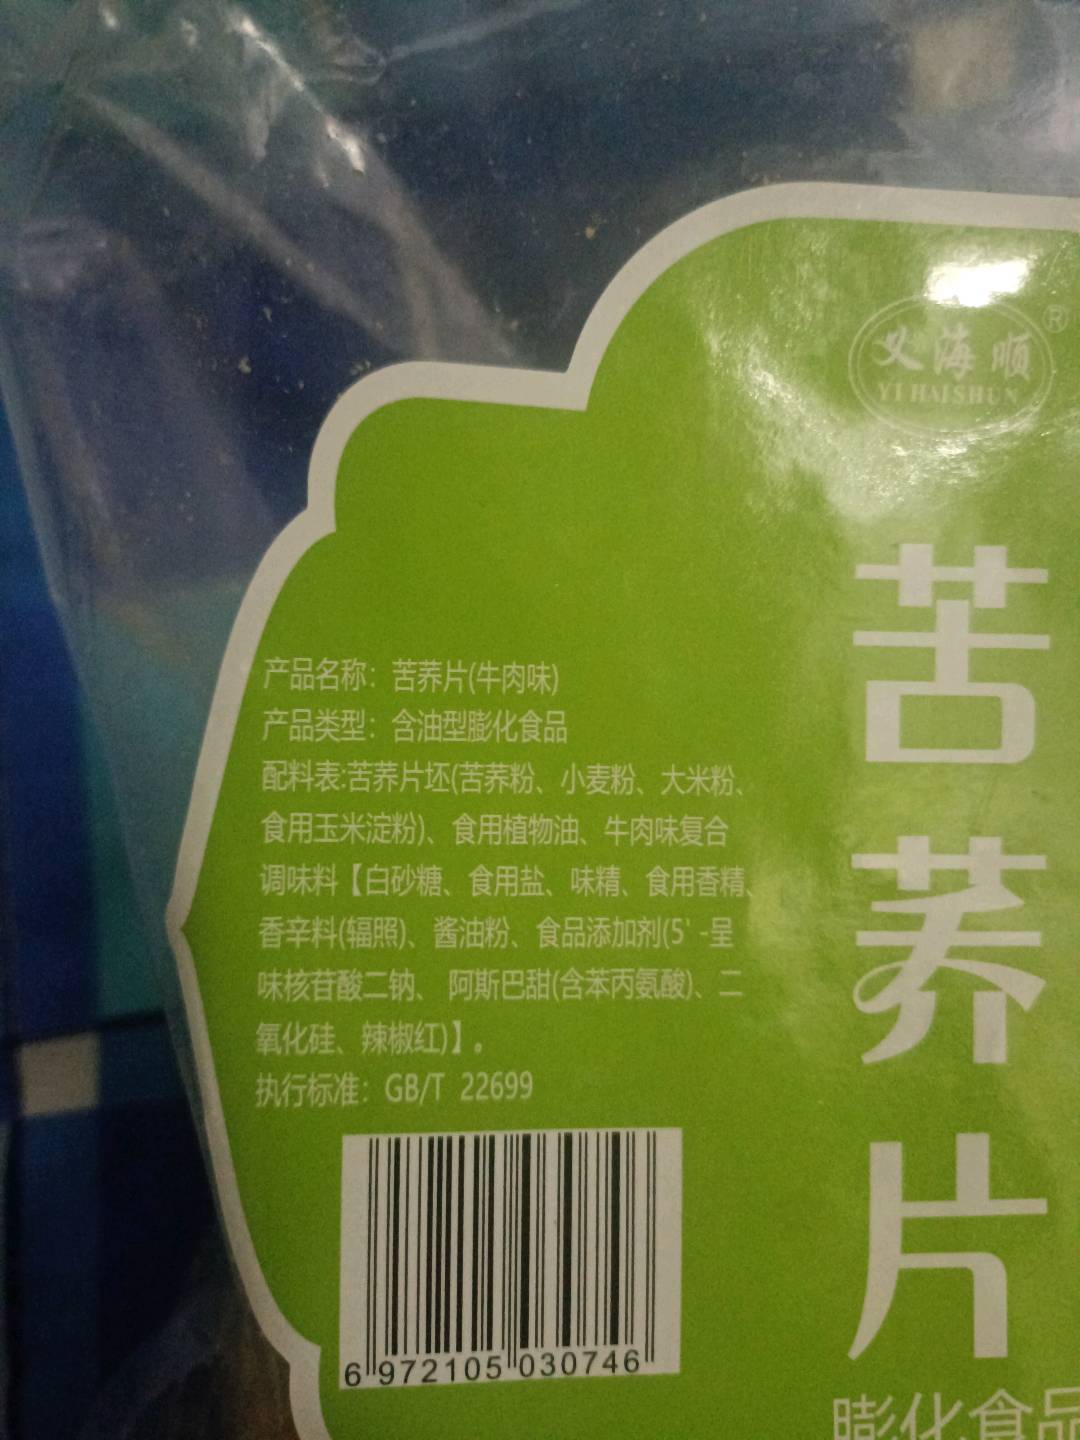 义海顺
YI HAI SHUN
®
苦荞片
产品名称：苦荞片(牛肉味)
产品类型：含油型膨化食品
配料表:苦荞片坯(苦荞粉、小麦粉、大米粉、
食用玉米淀粉)、食用植物油、牛肉味复合
调味料【白砂糖、食用盐、味精、食用香精、
香辛料(辐照)、酱油粉、食品添加剂(5' -呈
味核苷酸二钠、 阿斯巴甜(含苯丙氨酸)、二
氧化硅、辣椒红)】。
执行标准：GB/T 22699
6 972105 030746
膨化食品